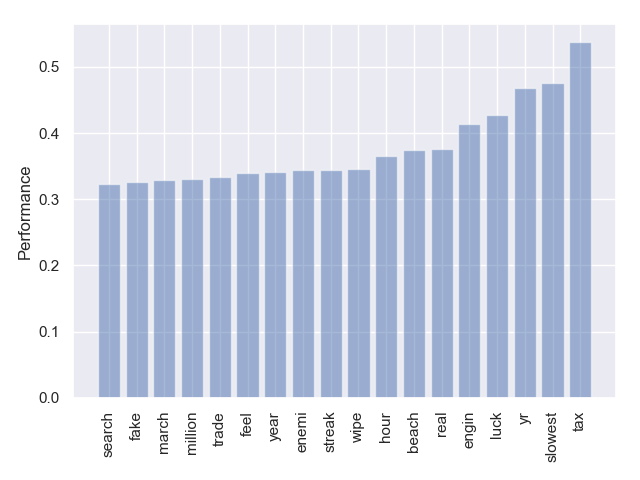 0.5
0.4
0.3
0.2
0.1
0.0
Performance
search
fake
march
million
trade
feel
year
enemi
streak
wipe
hour
beach
real
engin
luck
yr
slowest
tax